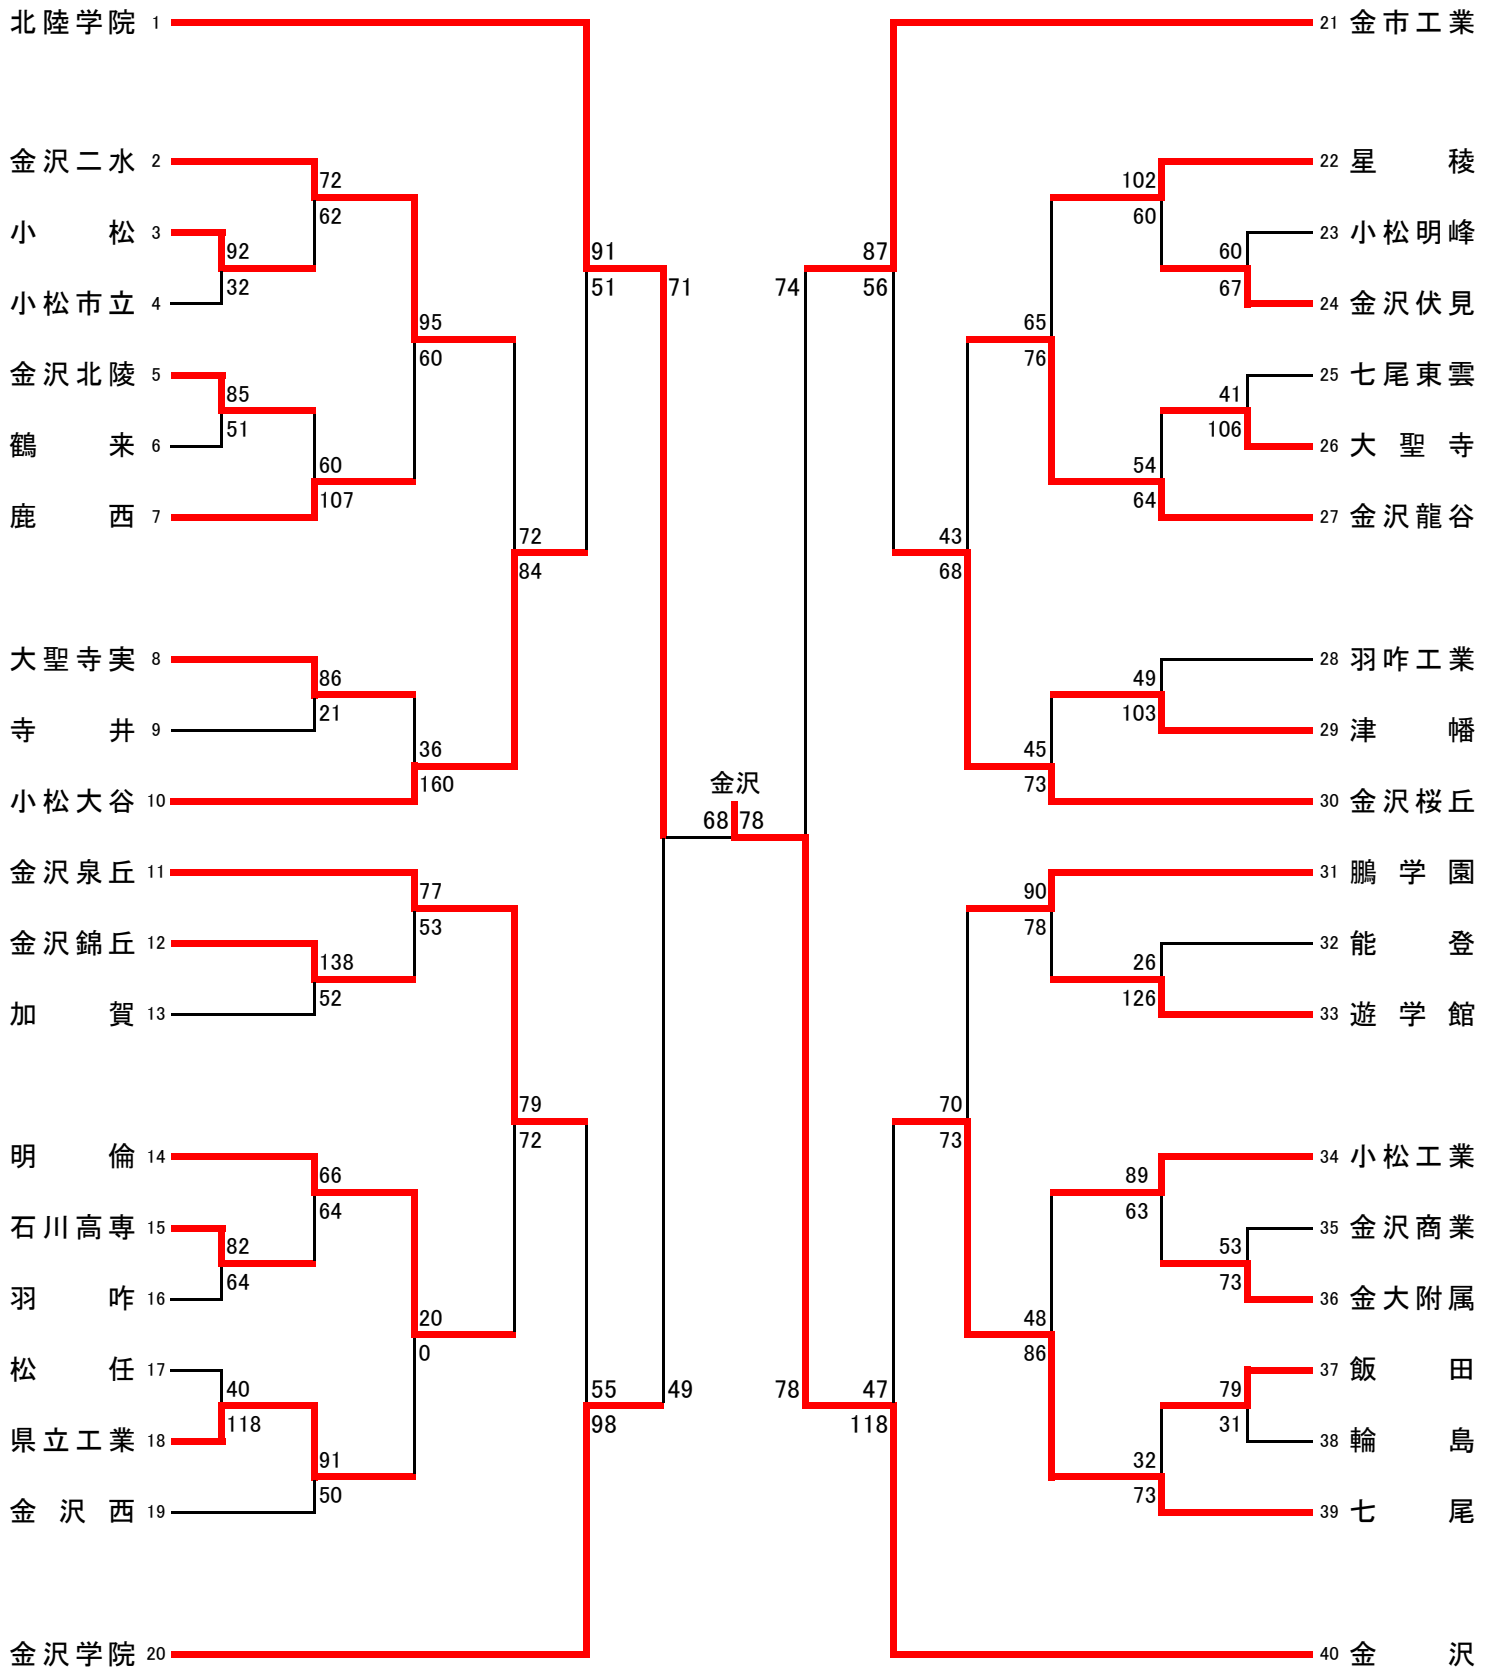 北陸学院 1
金沢二水 2
小松 3
小松市立 4
金沢北陵 5
鶴来 6
鹿西 7
大聖寺実 8
寺井 9
小松大谷 10
金沢泉丘 11
金沢錦丘 12
加賀 13
明倫 14
石川高専 15
羽咋 16
松任 17
県立工業 18
金沢西 19
金沢学院 20
92
32
85
51
82
64
40
118
72
62
60
107
86
21
138
52
66
64
91
50
95
60
36
160
77
53
20
0
72
84
79
72
91
51
55
98
71
49
金沢
68 78
74
78
87
56
47
118
43
68
70
73
65
76
45
73
90
78
48
86
102
60
54
64
49
103
26
126
89
63
32
73
60
67
41
106
53
73
79
31
21 金市工業
22 星稜
23 小松明峰
24 金沢伏見
25 七尾東雲
26 大聖寺
27 金沢龍谷
28 羽咋工業
29 津幡
30 金沢桜丘
31 鵬学園
32 能登
33 遊学館
34 小松工業
35 金沢商業
36 金大附属
37 飯田
38 輪島
39 七尾
40 金沢